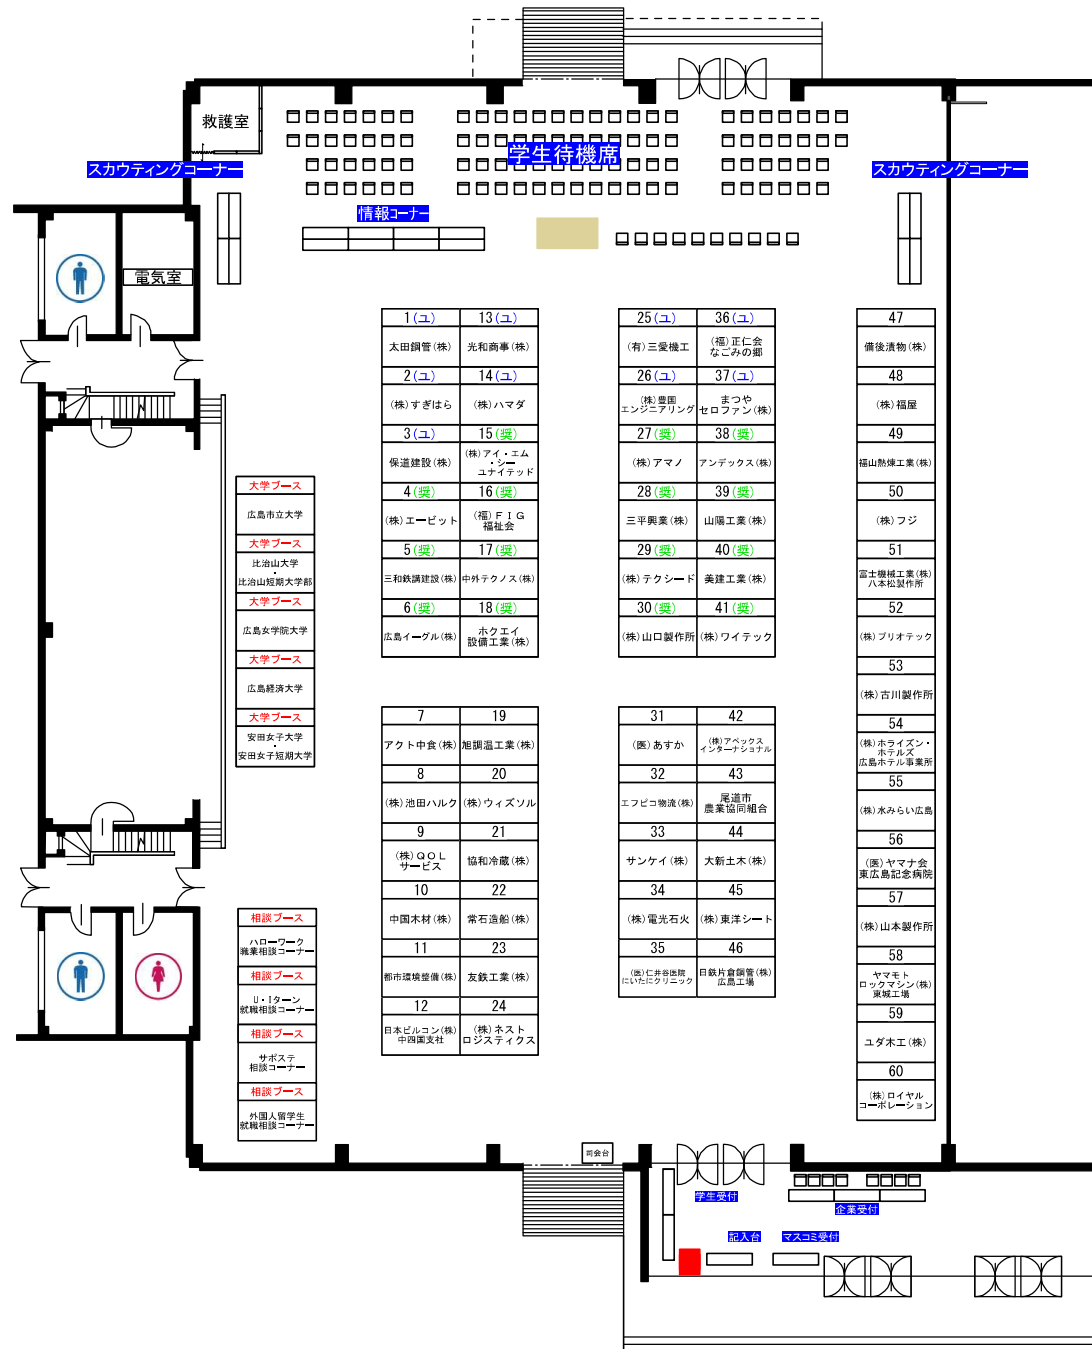 救護室
学生待機席
スカウティングコーナー
スカウティングコーナー
情報コーナー
電気室
1(ユ)
太田鋼管(株)
2(ユ)
(株)すぎはら
3(ユ)
保道建設(株)
4(奨)
(株)エービット
5(奨)
三和鉄講建設(株)
6(奨)
広島イーグル(株)
13(ユ)
光和商事(株)
14(ユ)
(株)ハマダ
15(奨)
(株)アイ・エム
・シー
ユナイテッド
16(奨)
(福)FIG
福祉会
17(奨)
中外テクノス(株)
18(奨)
ホクエイ
設備工業(株)
25(ユ)
(有)三愛機工
26(ユ)
(株)豊国
エンジニアリング
27(奨)
(株)アマノ
28(奨)
三平興業(株)
29(奨)
(株)テクシード
30(奨)
(株)山口製作所
36(ユ)
(福)正仁会
なごみの郷
37(ユ)
まつや
セロファン(株)
38(奨)
アンデックス(株)
39(奨)
山陽工業(株)
40(奨)
美建工業(株)
41(奨)
(株)ワイテック
47
備後漬物(株)
48
(株)福屋
49
福山熱煉工業(株)
50
(株)フジ
51
富士機械工業(株)
八本松製作所
52
(株)ブリオテック
53
(株)古川製作所
54
(株)ホライズン・
ホテルズ
広島ホテル事業所
55
(株)水みらい広島
56
(医)ヤマナ会
東広島記念病院
57
(株)山本製作所
58
ヤマモト
ロックマシン(株)
東城工場
59
ユダ木工(株)
60
(株)ロイヤル
コーポレーション
大学ブース
広島市立大学
大学ブース
比治山大学
・
比治山短期大学部
大学ブース
広島女学院大学
大学ブース
広島経済大学
大学ブース
安田女子大学
・
安田女子短期大学
7
アクト中食(株)
8
(株)池田ハルク
9
(株)QOL
サービス
10
中国木材(株)
11
都市環境整備(株)
12
日本ビルコン(株)
中四国支社
19
旭調温工業(株)
20
(株)ウィズソル
21
協和冷蔵(株)
22
常石造船(株)
23
友鉄工業(株)
24
(株)ネスト
ロジスティクス
31
(医)あすか
32
エフピコ物流(株)
33
サンケイ(株)
34
(株)電光石火
35
(医)仁井谷医院
にいたにクリニック
42
(株)アペックス
インターナショナル
43
尾道市
農業協同組合
44
大新土木(株)
45
(株)東洋シート
46
日鉄片倉鋼管(株)
広島工場
相談ブース
ハローワーク
職業相談コーナー
相談ブース
U・Iターン
就職相談コーナー
相談ブース
サポステ
相談コーナー
相談ブース
外国人留学生
就職相談コーナー
司会台
学生受付
企業受付
記入台
マスコミ受付